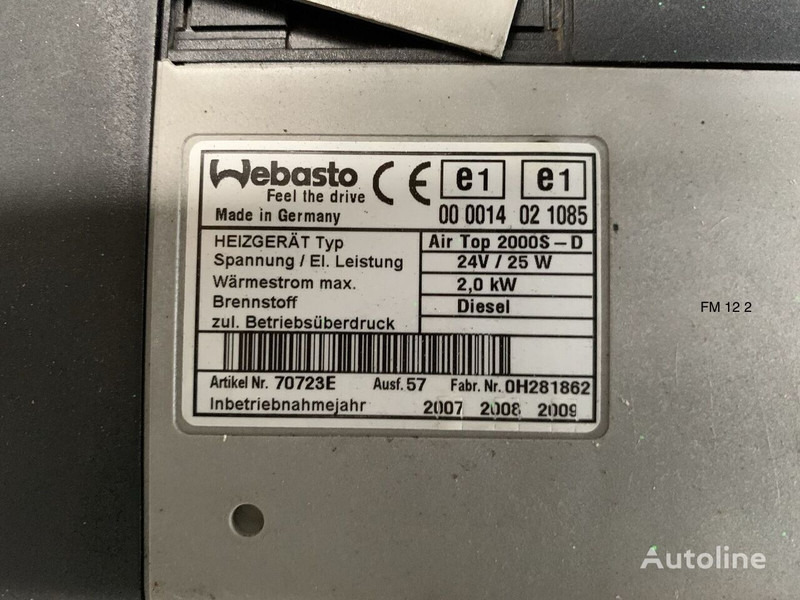 Webasto
Feel the drive
Made in Germany
CE
e1 e1
00 0014 02 1085
HEIZGERÄT Typ Air Top 2000S - D
Spannung / El. Leistung 24V / 25 W
Wärmestrom max. 2,0 kW
Brennstoff Diesel
zul. Betriebsüberdruck
Artikel Nr. 70723E Ausf. 57 Fabr. Nr. 0H281862
Inbetriebnahmejahr 2007 2008 2009
FM 12 2
Autoline